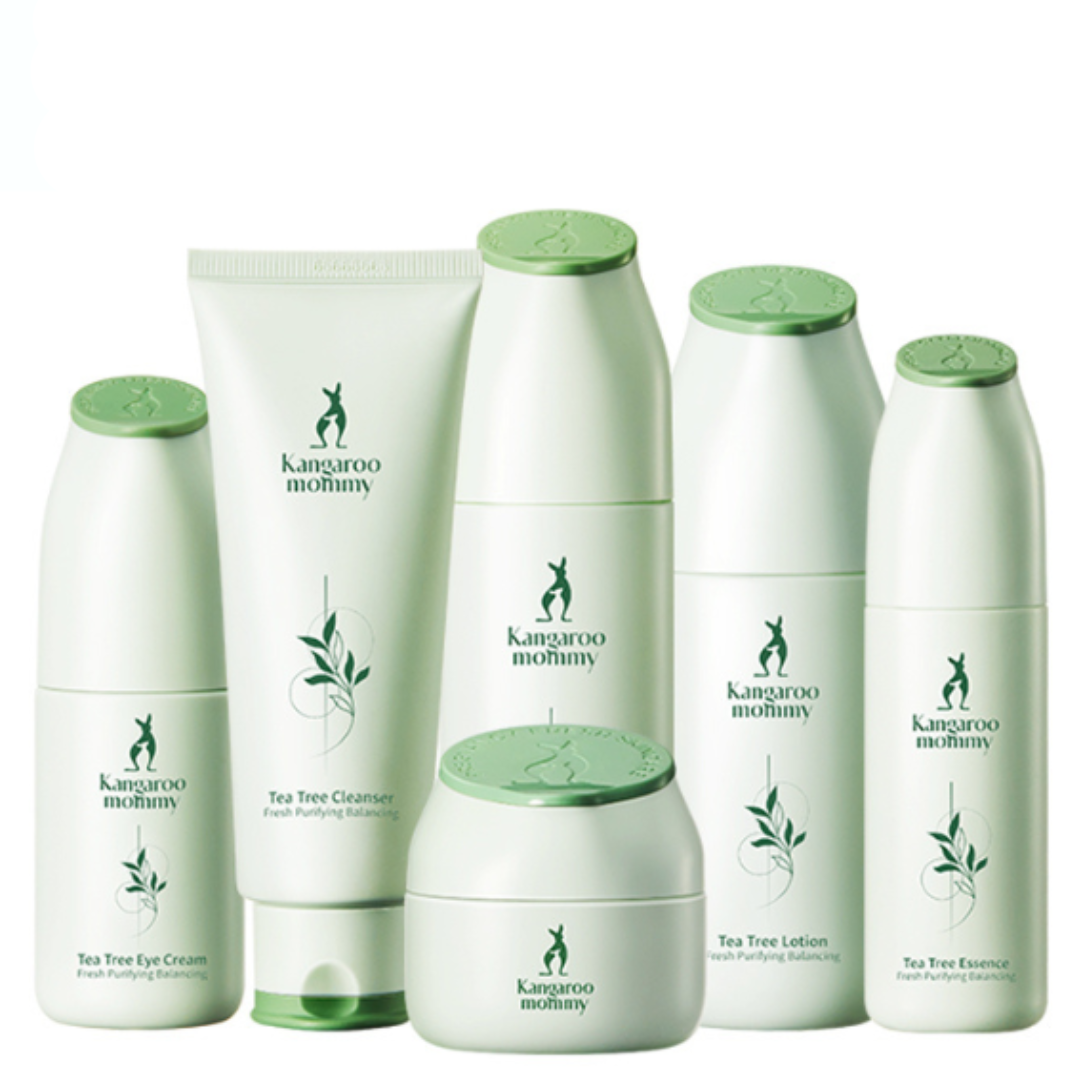 Kangaroo
mommy
Tea Tree Eye Cream
Fresh Purifying Balancing
Kangaroo
mommy
Tea Tree Cleanser
Fresh Purifying Balancing
Kangaroo
mommy
Kangaroo
mommy
Kangaroo
mommy
Tea Tree Lotion
Fresh Purifying Balancing
Kangaroo
mommy
Tea Tree Essence
Fresh Purifying Balancing